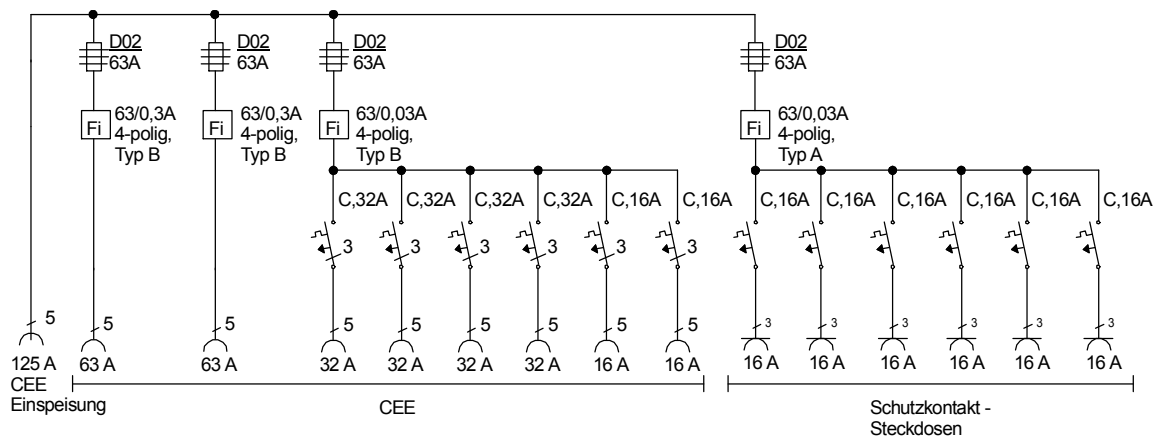 D02
63A
D02
63A
D02
63A
D02
63A
Fi
63/0,3A
4-polig,
Typ B
Fi
63/0,3A
4-polig,
Typ B
Fi
63/0,03A
4-polig,
Typ B
Fi
63/0,03A
4-polig,
Typ A
C,32A
C,32A
C,32A
C,32A
C,16A
C,16A
C,16A
C,16A
C,16A
C,16A
C,16A
C,16A
3
3
3
3
3
3
5
5
5
5
5
5
5
5
5
3
3
3
3
3
3
125 A
63 A
63 A
32 A
32 A
32 A
32 A
16 A
16 A
16 A
16 A
16 A
16 A
16 A
16 A
CEE
Einspeisung
CEE
Schutzkontakt -
Steckdosen